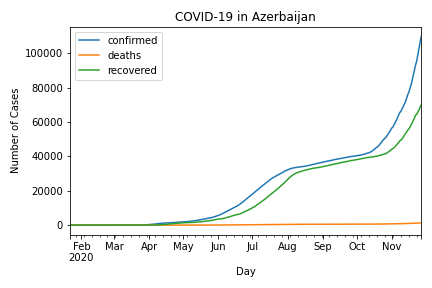 COVID-19 in Azerbaijan
confirmed
deaths
recovered
Number of Cases
100000
80000
60000
40000
20000
0
Feb Mar Apr May Jun Jul Aug Sep Oct Nov
2020
Day